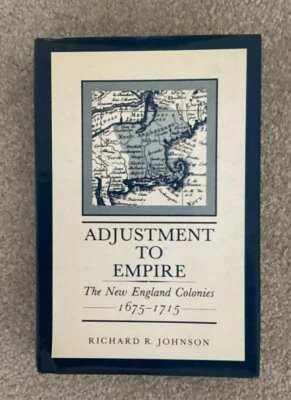 ADJUSTMENT
TO
EMPIRE
The New England Colonies
1675-1715
RICHARD R. JOHNSON